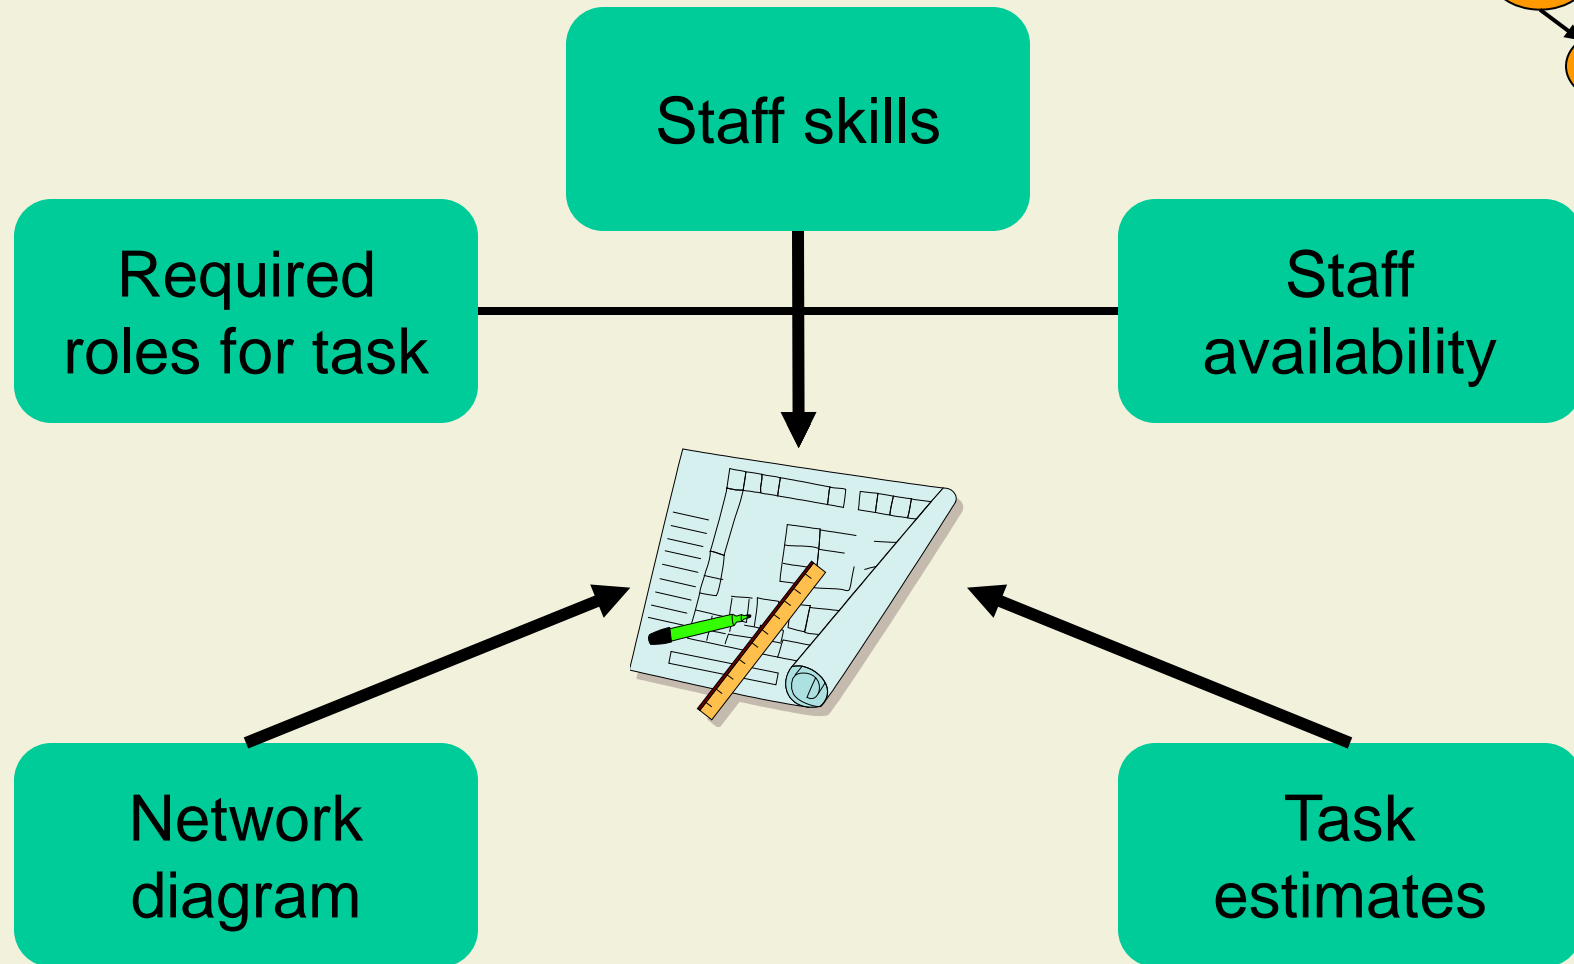 Staff skills
Required
roles for task
Staff
availability
Network
diagram
Task
estimates